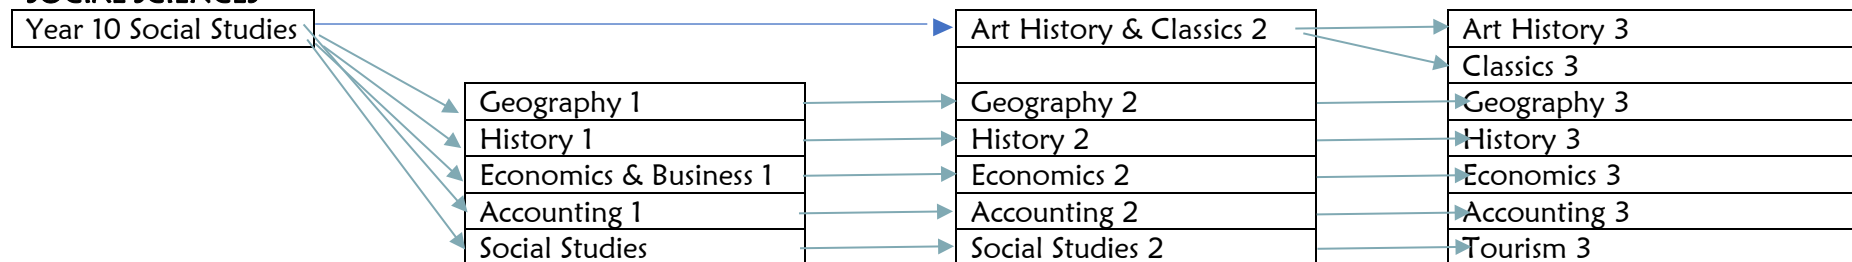 SOCIAL SCIENCES
Year 10 Social Studies
Art History & Classics 2
Art History 3
Classics 3
Geography 1
Geography 2
Geography 3
History 1
History 2
History 3
Economics & Business 1
Economics 2
Economics 3
Accounting 1
Accounting 2
Accounting 3
Social Studies
Social Studies 2
Tourism 3